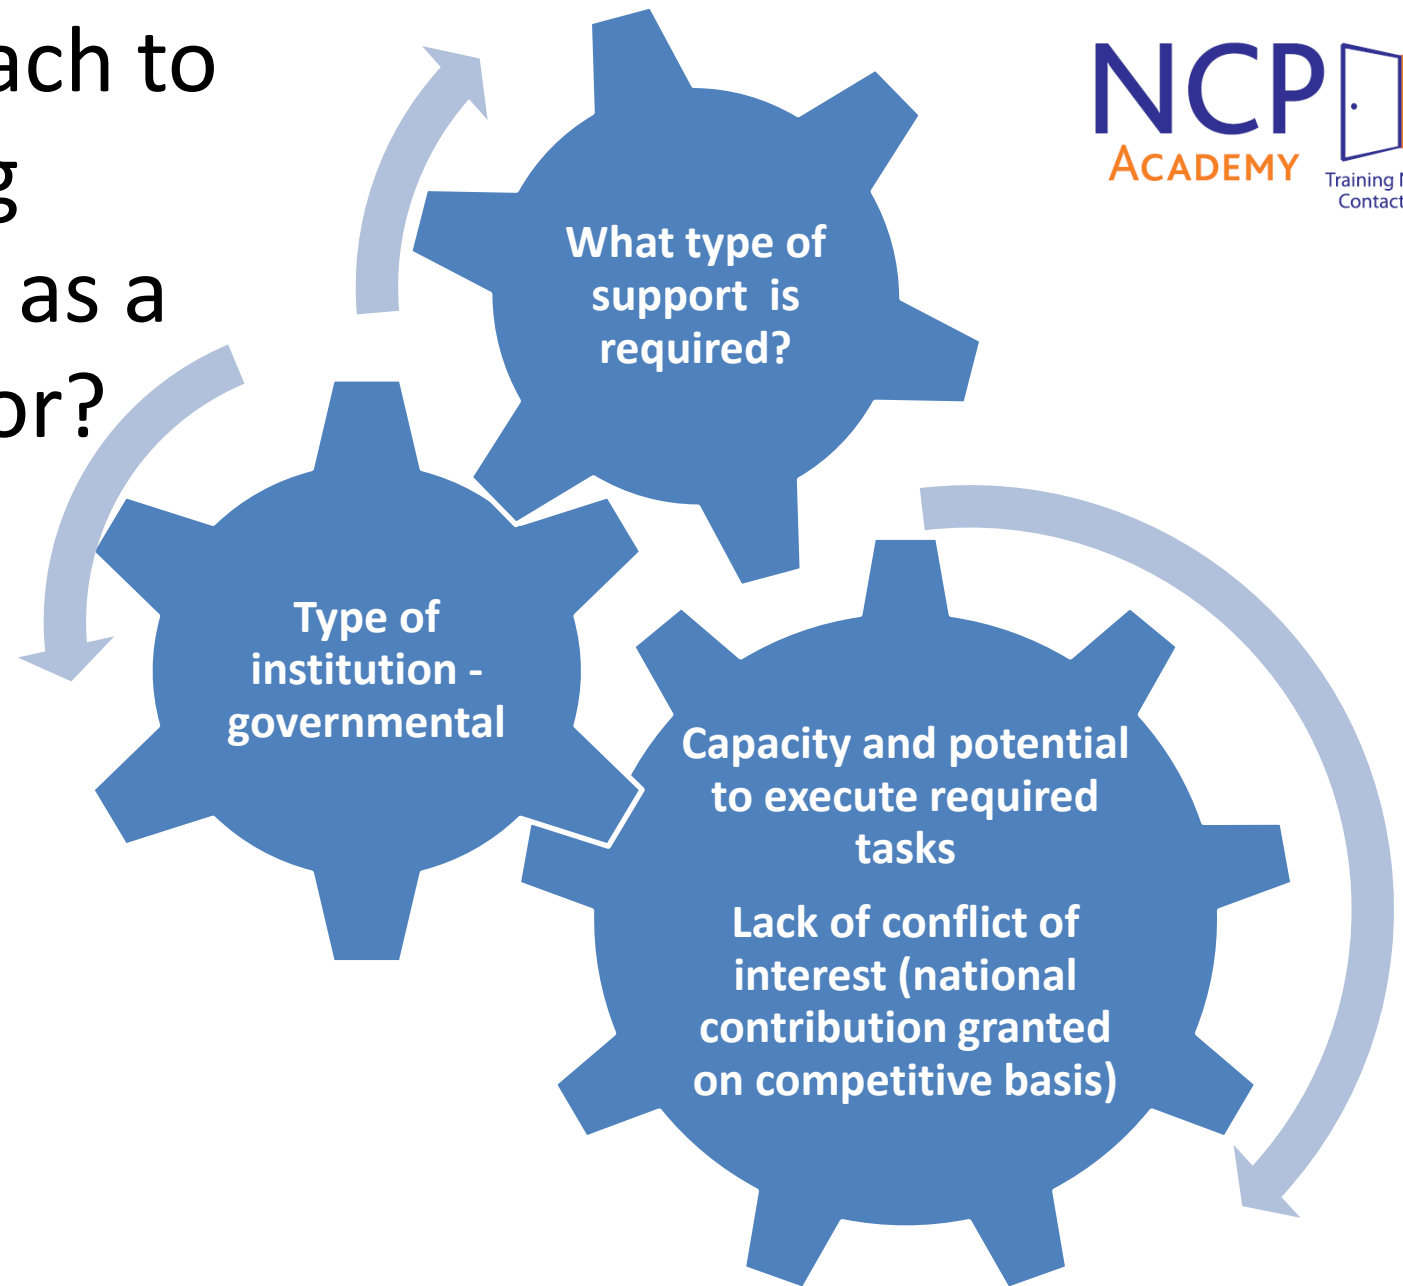 ach to
g
as a
or?
NCP
ACADEMY
Training
Contact
What type of
support is
required?
Type of
institution -
governmental
Capacity and potential
to execute required
tasks
Lack of conflict of
interest (national
contribution granted
on competitive basis)